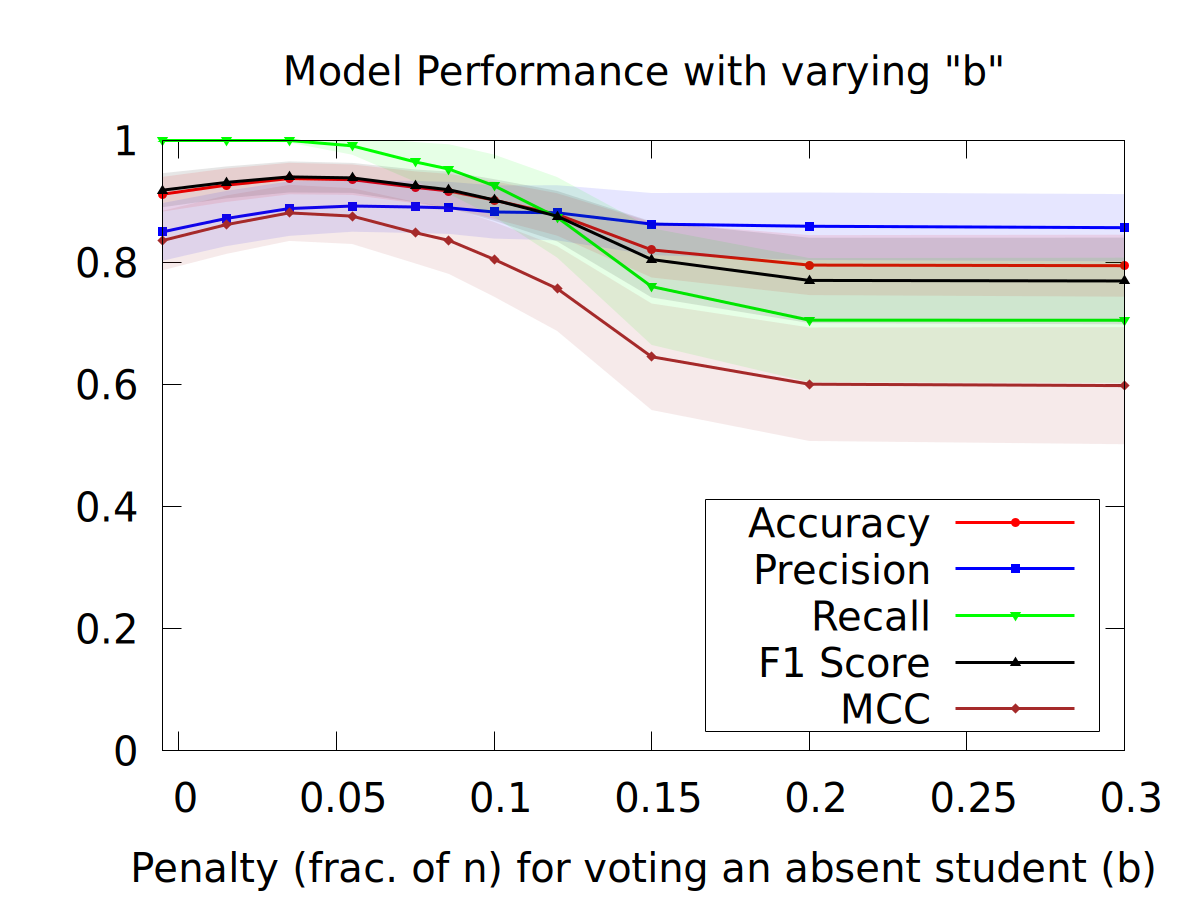 Model Performance with varying "b"
1
0.8
0.6
0.4
0.2
0
Accuracy
Precision
Recall
F1 Score
MCC
0 0.05 0.1 0.15 0.2 0.25 0.3
Penalty (frac. of n) for voting an absent student (b)